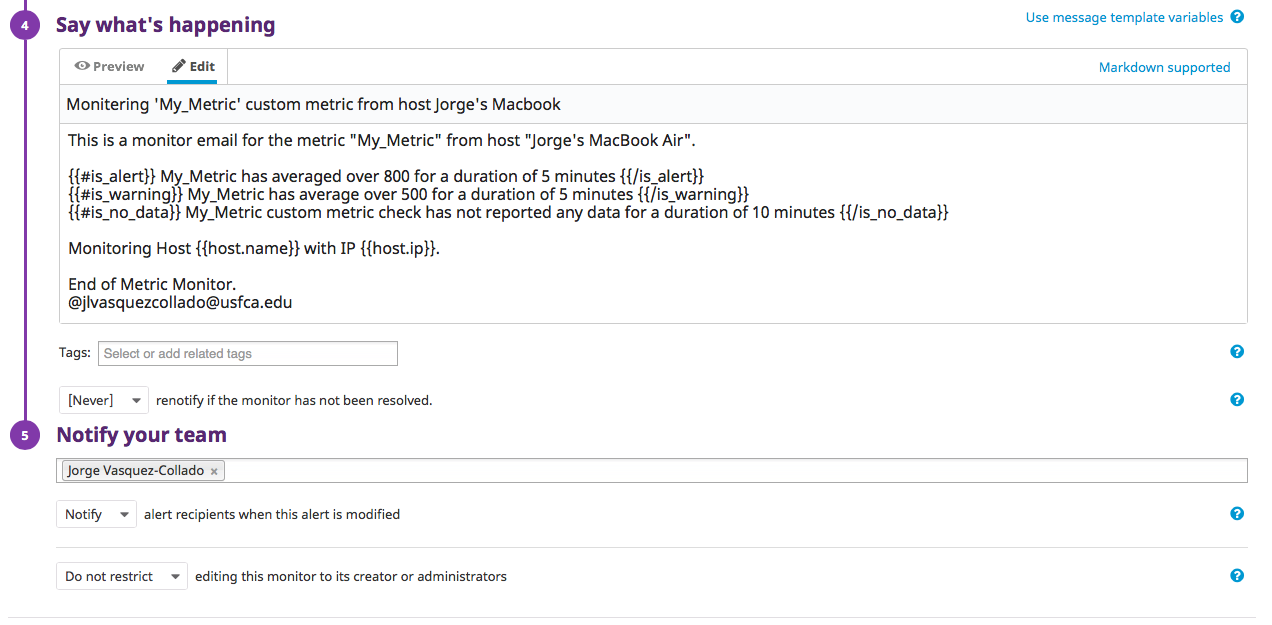 4 Say what's happening
Use message template variables ?
Preview Edit
Markdown supported
Monitering 'My_Metric' custom metric from host Jorge's Macbook
This is a monitor email for the metric "My_Metric" from host "Jorge's MacBook Air".
{{#is_alert}} My_Metric has averaged over 800 for a duration of 5 minutes {{/is_alert}}
{{#is_warning}} My_Metric has average over 500 for a duration of 5 minutes {{/is_warning}}
{{#is_no_data}} My_Metric custom metric check has not reported any data for a duration of 10 minutes {{/is_no_data}}
Monitoring Host {{host.name}} with IP {{host.ip}}.
End of Metric Monitor.
@jlvasquezcollado@usfca.edu
Tags: Select or add related tags ?
[Never] renotify if the monitor has not been resolved. ?
5 Notify your team
Jorge Vasquez-Collado ×
Notify alert recipients when this alert is modified ?
Do not restrict editing this monitor to its creator or administrators ?